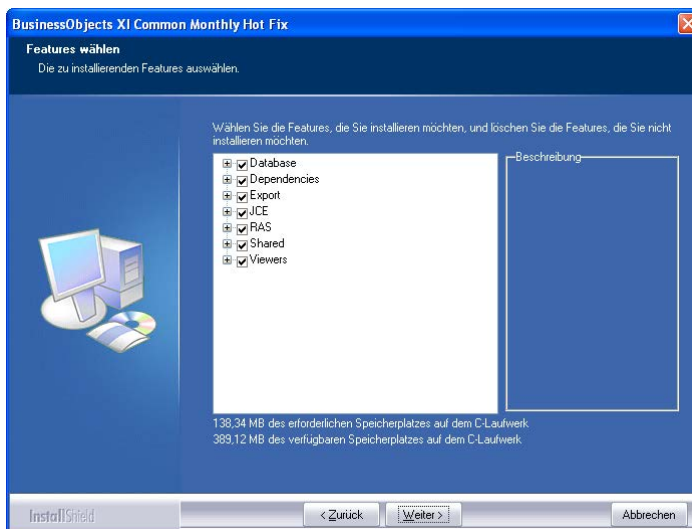 BusinessObjects XI Common Monthly Hot Fix
Features wählen
Die zu installierenden Features auswählen.
Wählen Sie die Features, die Sie installieren möchten, und löschen Sie die Features, die Sie nicht
installieren möchten.
Database
Dependencies
Export
JCE
RAS
Shared
Viewers
Beschreibung
138,34 MB des erforderlichen Speicherplatzes auf dem C-Laufwerk
389,12 MB des verfügbaren Speicherplatzes auf dem C-Laufwerk
InstallShield
< Zurück
Weiter >
Abbrechen